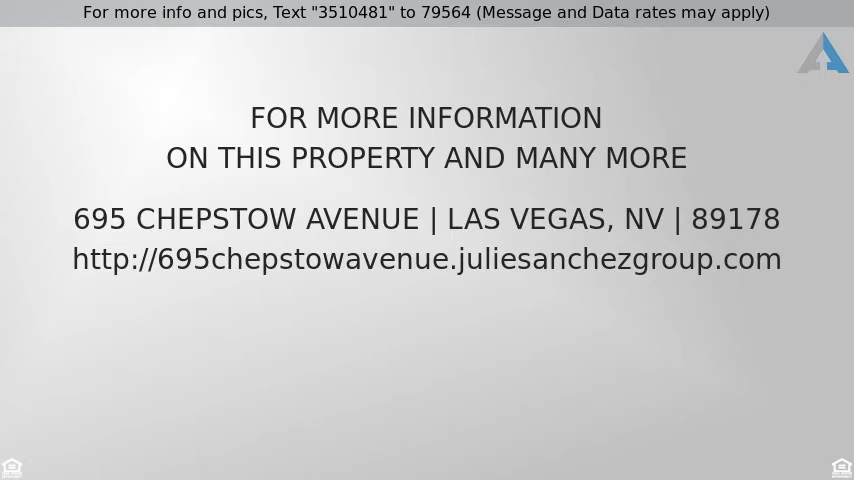 For more info and pics, Text "3510481" to 79564 (Message and Data rates may apply)
FOR MORE INFORMATION
ON THIS PROPERTY AND MANY MORE
695 CHEPSTOW AVENUE | LAS VEGAS, NV | 89178
http://695chepstowavenue.juliesanchezgroup.com